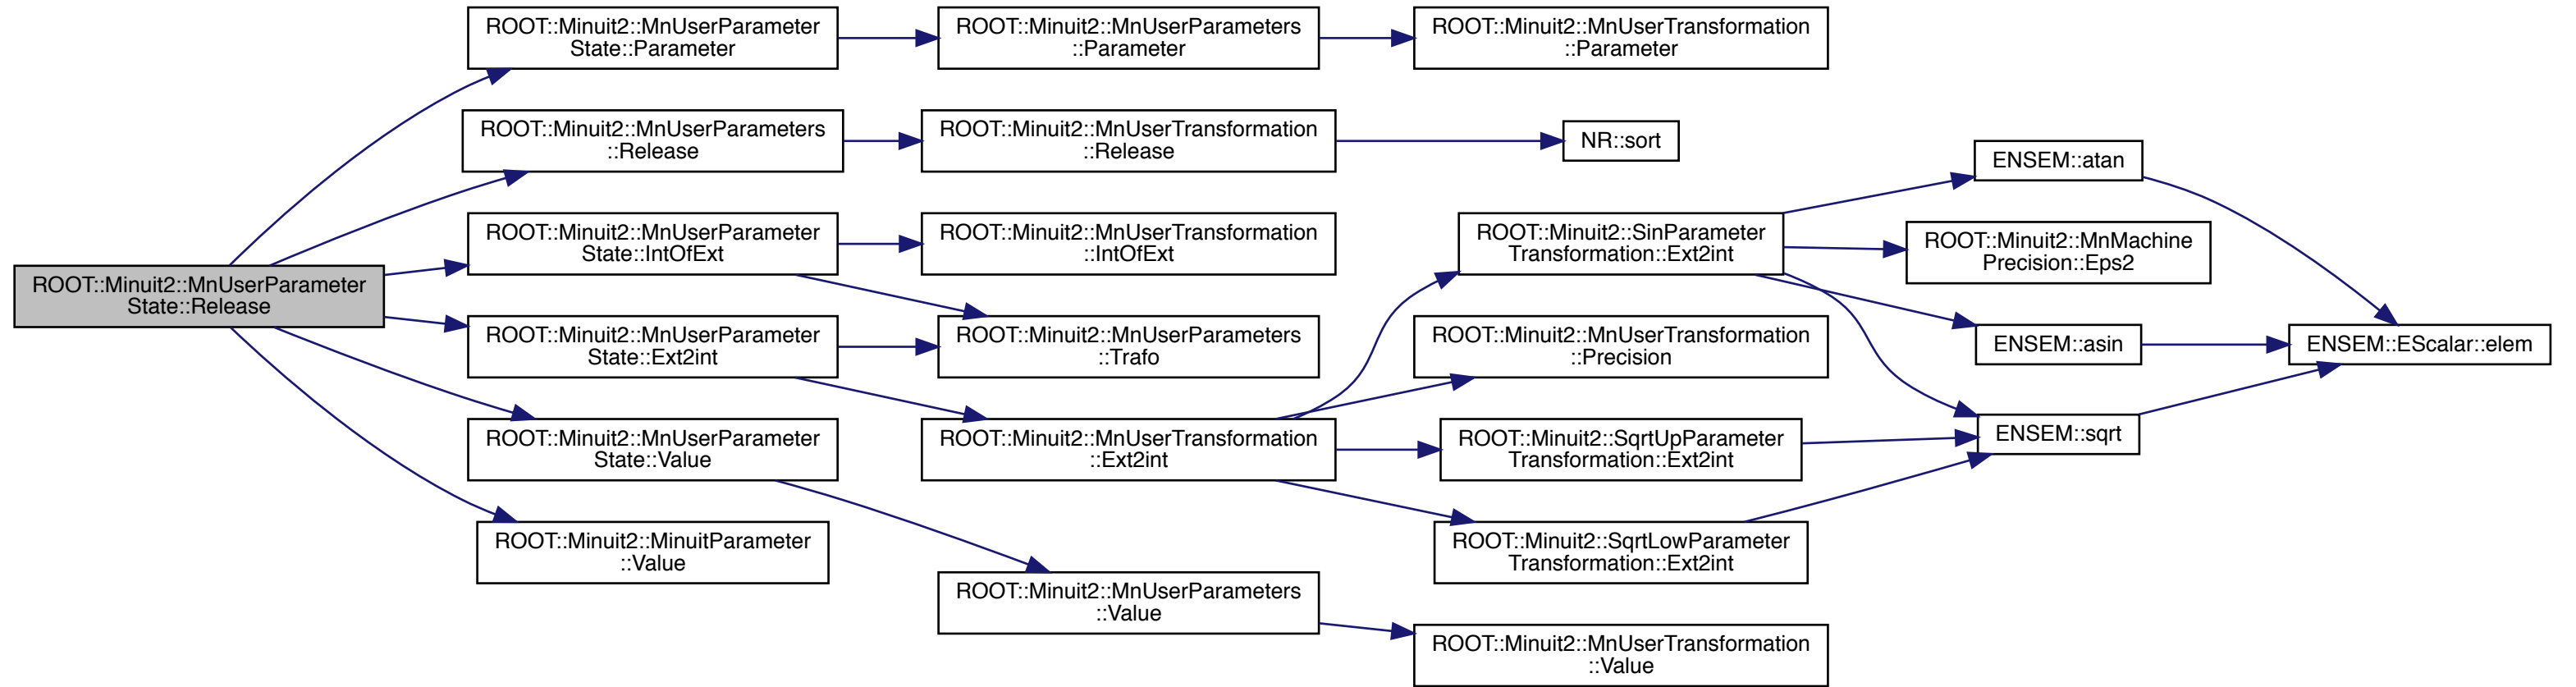 ROOT::Minuit2::MnUserParameter
State::Release
ROOT::Minuit2::MnUserParameter
State::Parameter
ROOT::Minuit2::MnUserParameters
::Parameter
ROOT::Minuit2::MnUserTransformation
::Parameter
ROOT::Minuit2::MnUserParameters
::Release
ROOT::Minuit2::MnUserTransformation
::Release
NR::sort
ROOT::Minuit2::MnUserParameter
State::IntOfExt
ROOT::Minuit2::MnUserTransformation
::IntOfExt
ROOT::Minuit2::MnUserParameter
State::Ext2int
ROOT::Minuit2::MnUserParameters
::Trafo
ROOT::Minuit2::MnUserParameter
State::Value
ROOT::Minuit2::MnUserTransformation
::Ext2int
ROOT::Minuit2::MinuitParameter
::Value
ROOT::Minuit2::MnUserParameters
::Value
ROOT::Minuit2::MnUserTransformation
::Value
ROOT::Minuit2::SinParameter
Transformation::Ext2int
ROOT::Minuit2::MnUserTransformation
::Precision
ROOT::Minuit2::SqrtUpParameter
Transformation::Ext2int
ROOT::Minuit2::SqrtLowParameter
Transformation::Ext2int
ENSEM::atan
ROOT::Minuit2::MnMachine
Precision::Eps2
ENSEM::asin
ENSEM::sqrt
ENSEM::EScalar::elem